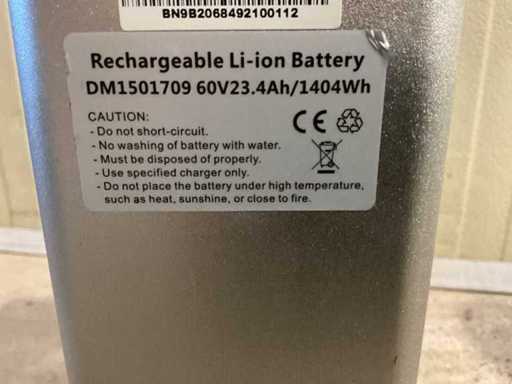 BN9B2068492100112
Rechargeable Li-ion Battery
DM1501709 60V23.4Ah/1404Wh
CAUTION:
- Do not short-circuit.
- No washing of battery with water.
- Must be disposed of properly.
- Use specified charger only.
- Do not place the battery under high temperature,
such as heat, sunshine, or close to fire.
CE